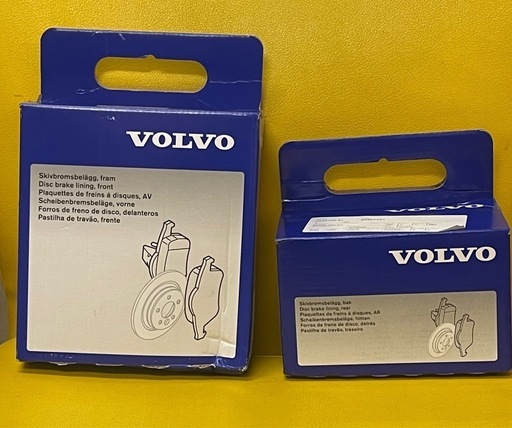 VOLVO
Skivbromsbelägg, fram
Disc brake lining, front
Plaquettes de freins á disques, AV
Scheibenbremsbeläge, vorne
Forros de freno de disco, delanteros
Pastilha de travão, frente
VOLVO
Skivbromsbelägg, bak
Disc brake lining, rear
Plaquettes de freins á disques, AR
Scheibenbremsbeläge, hinten
Forros de freno de disco, detrás
Pastilha de travão, traseiro